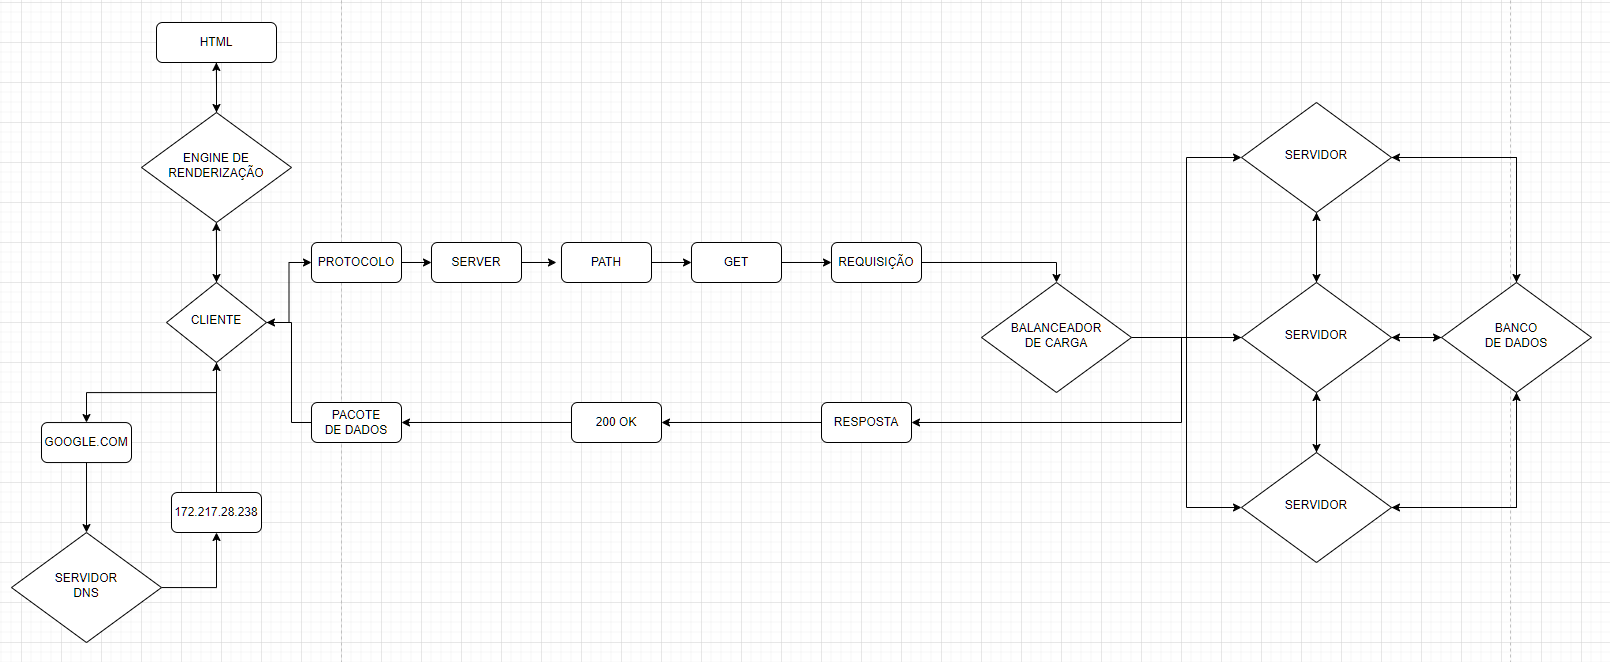 HTML
ENGINE DE
RENDERIZAÇÃO
CLIENTE
PROTOCOLO
SERVER
PATH
GET
REQUISIÇÃO
BALANCEADOR
DE CARGA
SERVIDOR
SERVIDOR
SERVIDOR
BANCO
DE DADOS
RESPOSTA
200 OK
PACOTE
DE DADOS
GOOGLE.COM
SERVIDOR
DNS
172.217.28.238